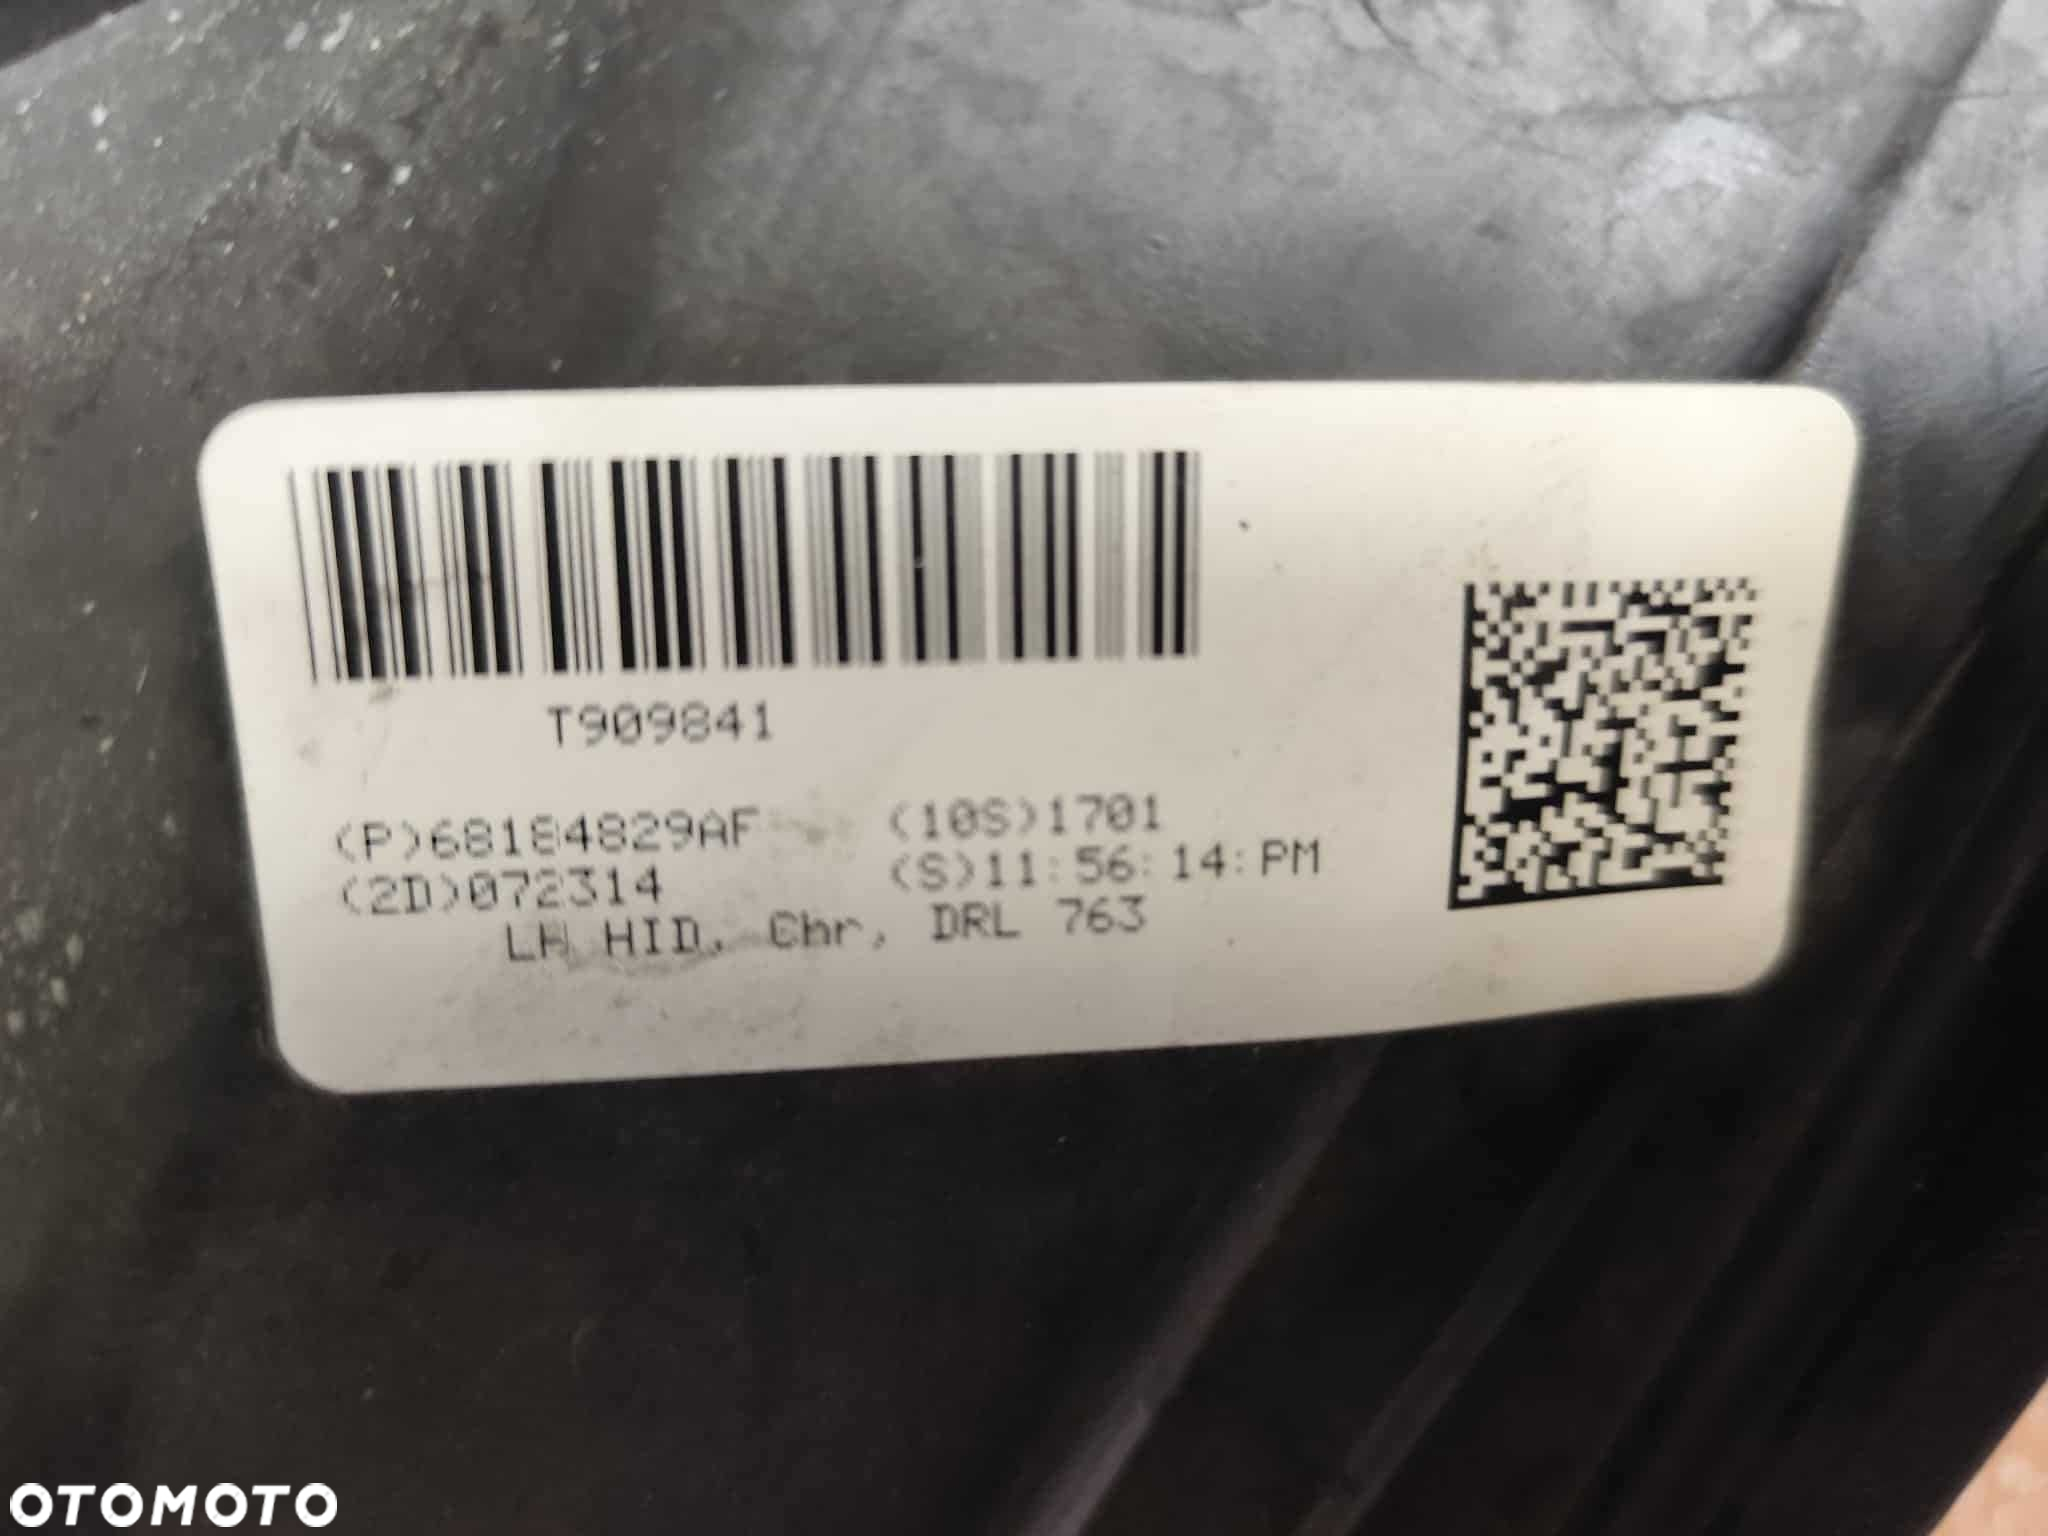 T909841
(P)68184829AF (10S)1701
(2D)072314 (S)11:56:14:PM
LH HID, Chr, DRL 763
OTOMOTO